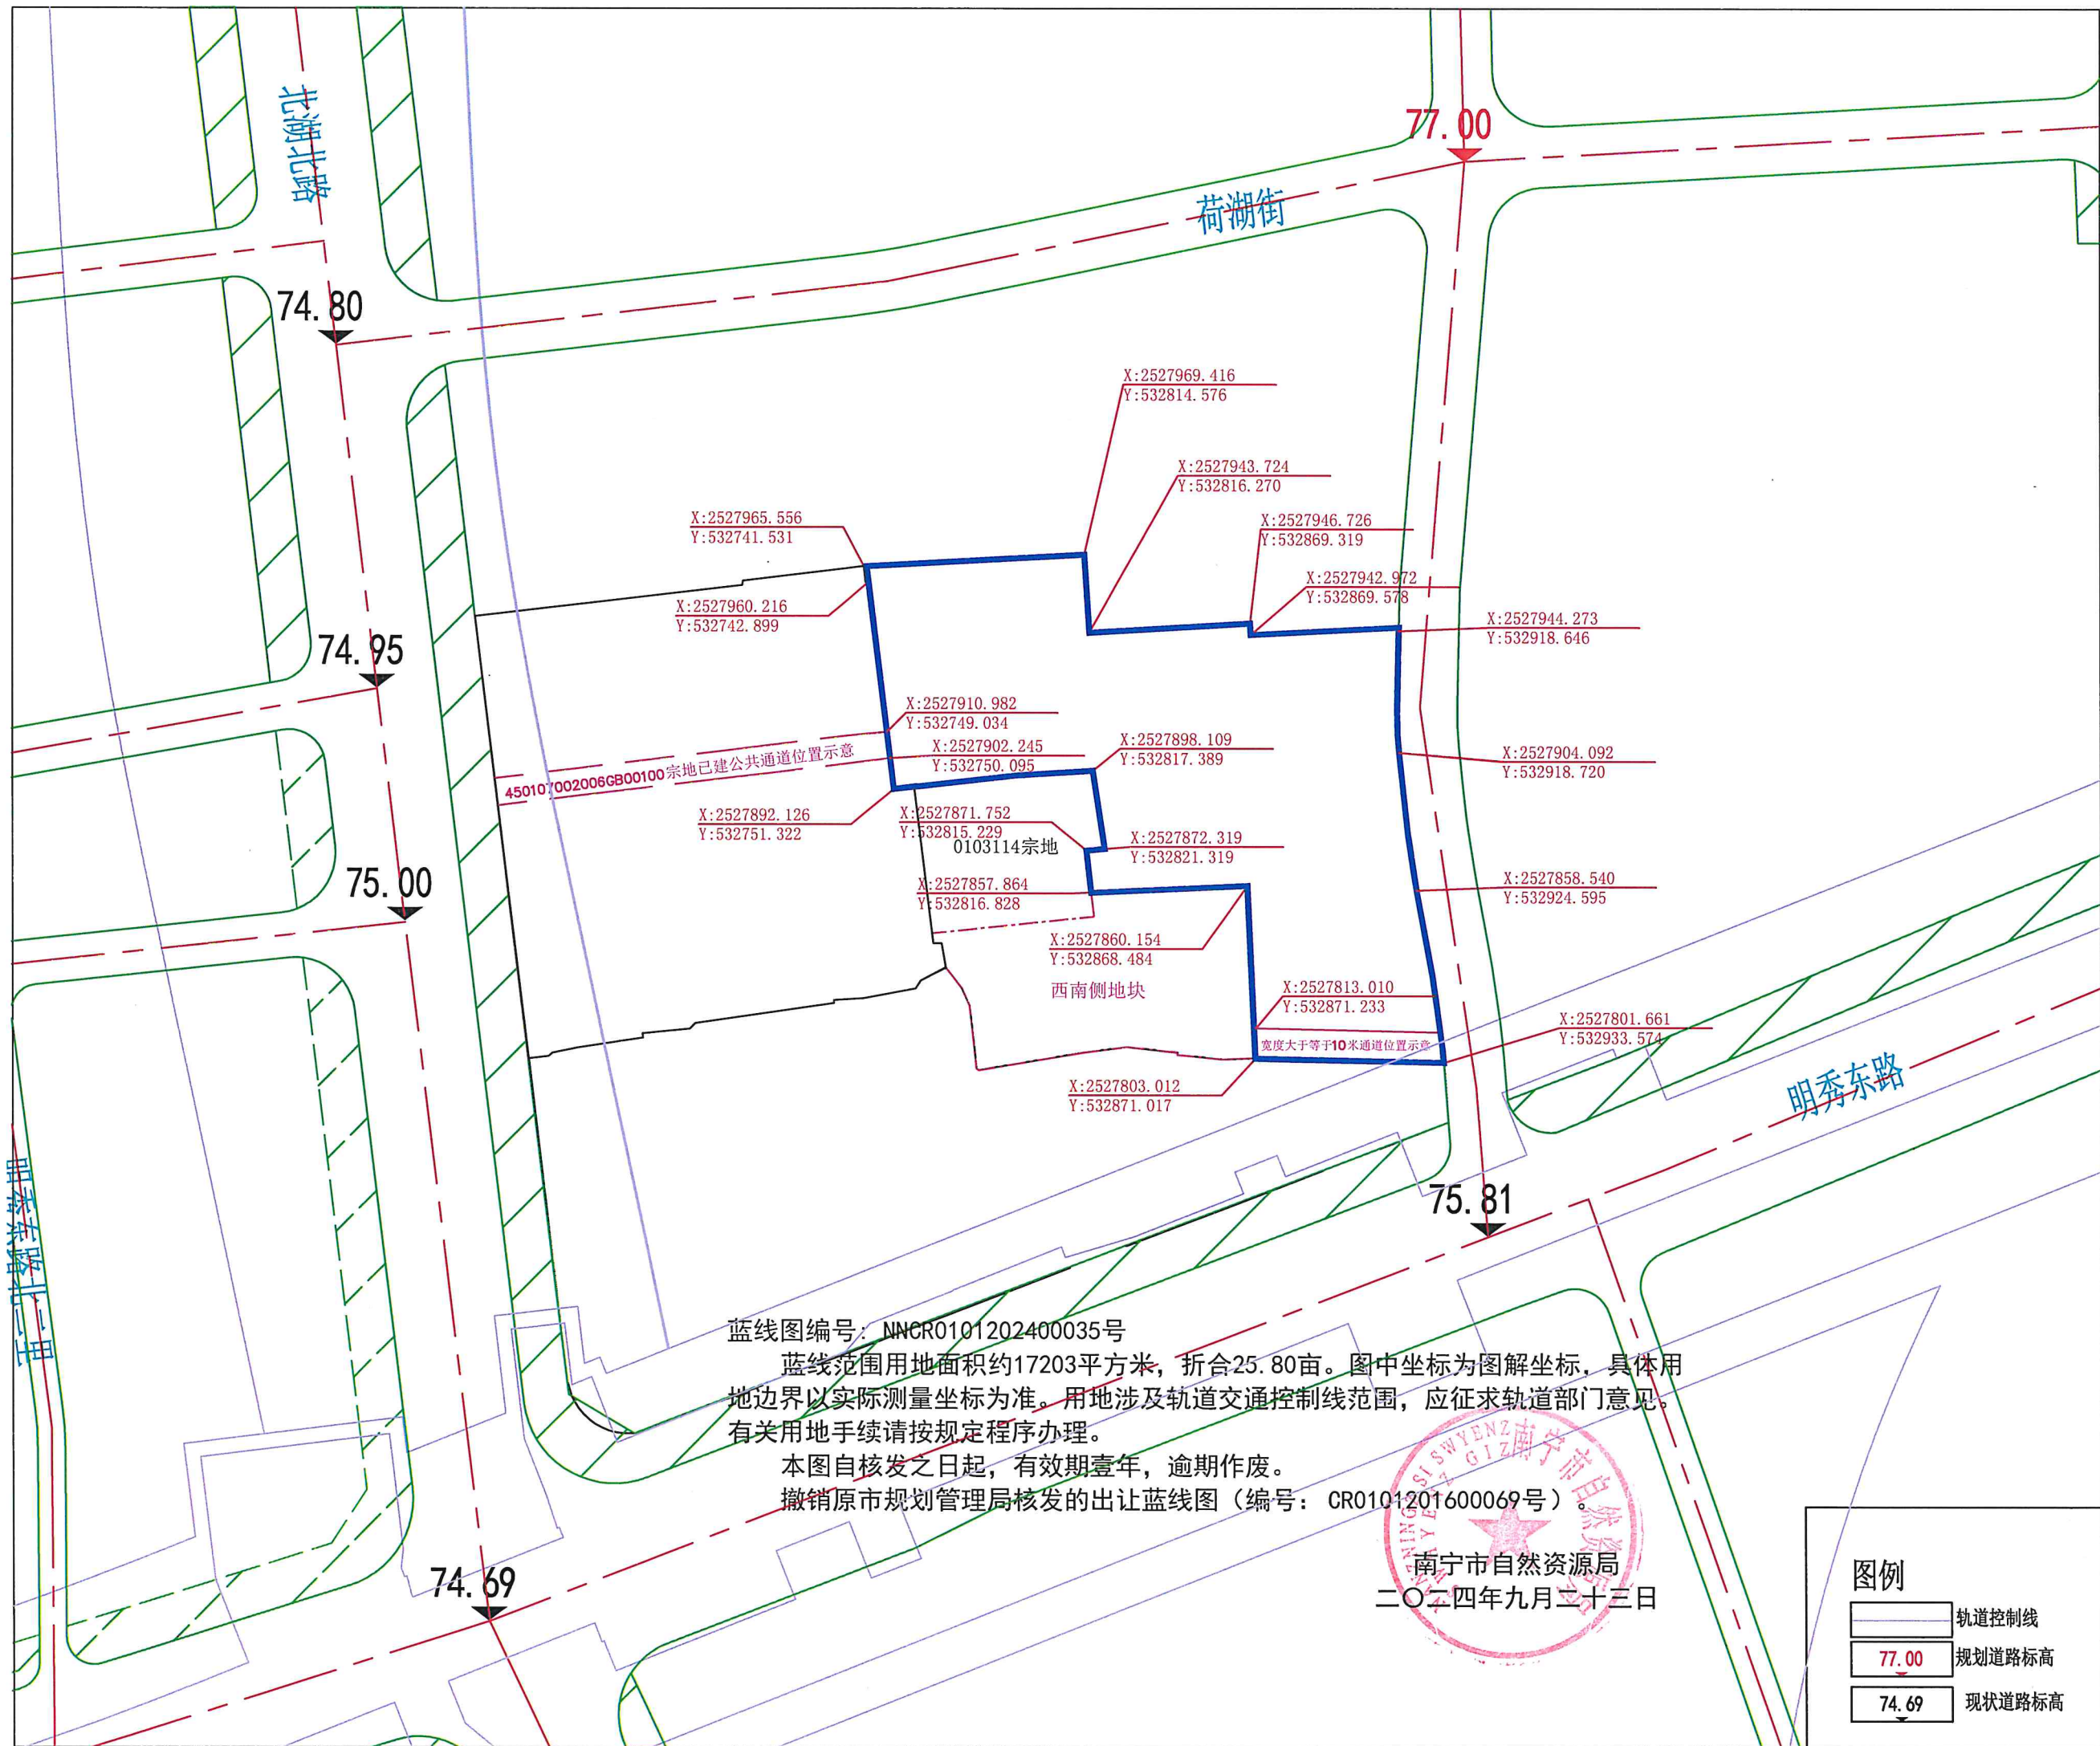 北湖北路
77.00
荷湖街
74.80
X:2527969.416
Y:532814.576
X:2527943.724
Y:532816.270
X:2527965.556
Y:532741.531
X:2527946.726
Y:532869.319
X:2527942.972
Y:532869.578
X:2527960.216
Y:532742.899
X:2527944.273
Y:532918.646
74.95
X:2527910.982
Y:532749.034
X:2527902.245
Y:532750.095
X:2527898.109
Y:532817.389
X:2527904.092
Y:532918.720
450107002006GB00100宗地已建公共通道位置示意
X:2527892.126
Y:532751.322
X:2527871.752
Y:532815.229
0103114宗地
X:2527872.319
Y:532821.319
75.00
X:2527857.864
Y:532816.828
X:2527858.540
Y:532924.595
X:2527860.154
Y:532868.484
西南侧地块
X:2527813.010
Y:532871.233
X:2527801.661
Y:532933.574
宽度大于等于10米通道位置示意
X:2527803.012
Y:532871.017
明秀东路
明秀东路北二里
75.81
蓝线图编号：NNCR0101202400035号
蓝线范围用地面积约17203平方米，折合25.80亩。图中坐标为图解坐标，具体用
地边界以实际测量坐标为准。用地涉及轨道交通控制线范围，应征求轨道部门意见。
有关用地手续请按规定程序办理。
本图自核发之日起，有效期壹年，逾期作废。
撤销原市规划管理局核发的出让蓝线图（编号：CR0101201600069号）。
南宁市自然资源局
南宁市自然资源局
二〇二四年九月二十三日
74.69
图例
轨道控制线
77.00 规划道路标高
74.69 现状道路标高